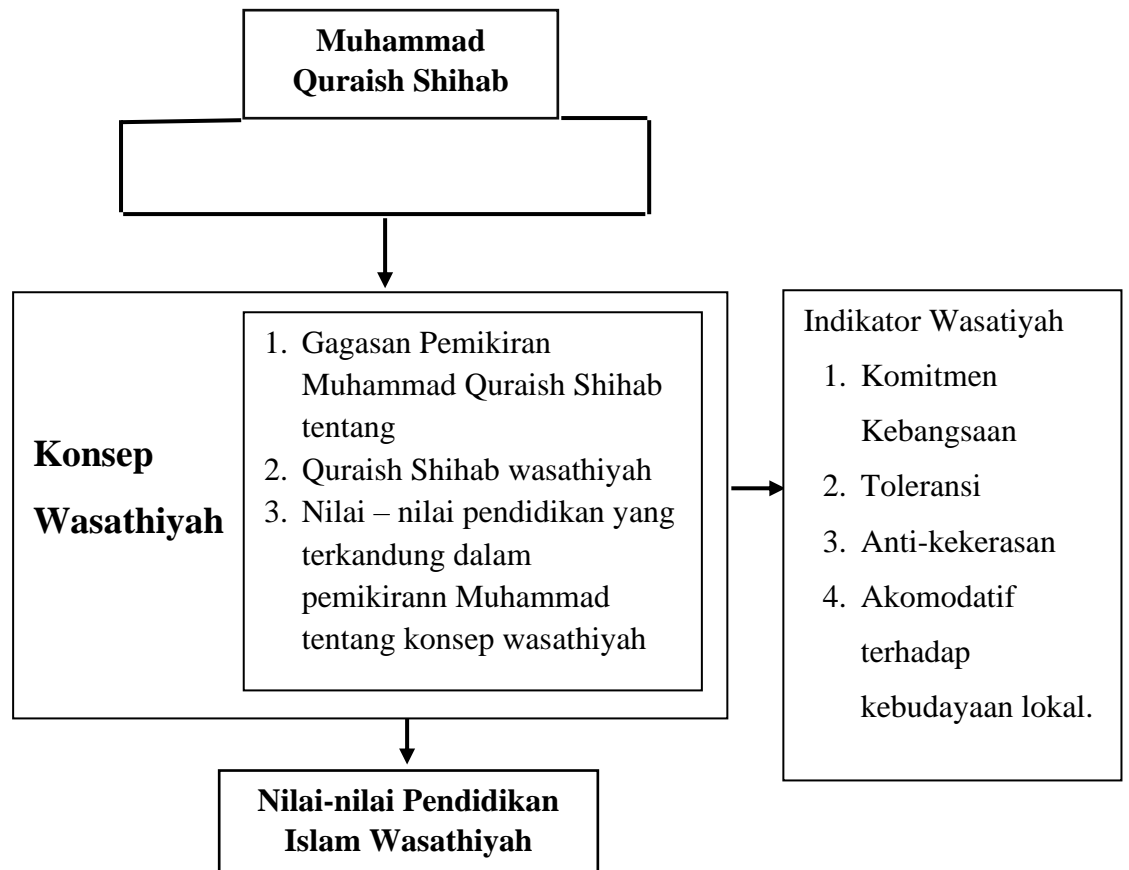 Muhammad
Quraish Shihab
Konsep
Wasathiyah
1. Gagasan Pemikiran
Muhammad Quraish Shihab
tentang
2. Quraish Shihab wasathiyah
3. Nilai – nilai pendidikan yang
terkandung dalam
pemikirann Muhammad
tentang konsep wasathiyah
Indikator Wasatiyah
1. Komitmen
Kebangsaan
2. Toleransi
3. Anti-kekerasan
4. Akomodatif
terhadap
kebudayaan lokal.
Nilai-nilai Pendidikan
Islam Wasathiyah